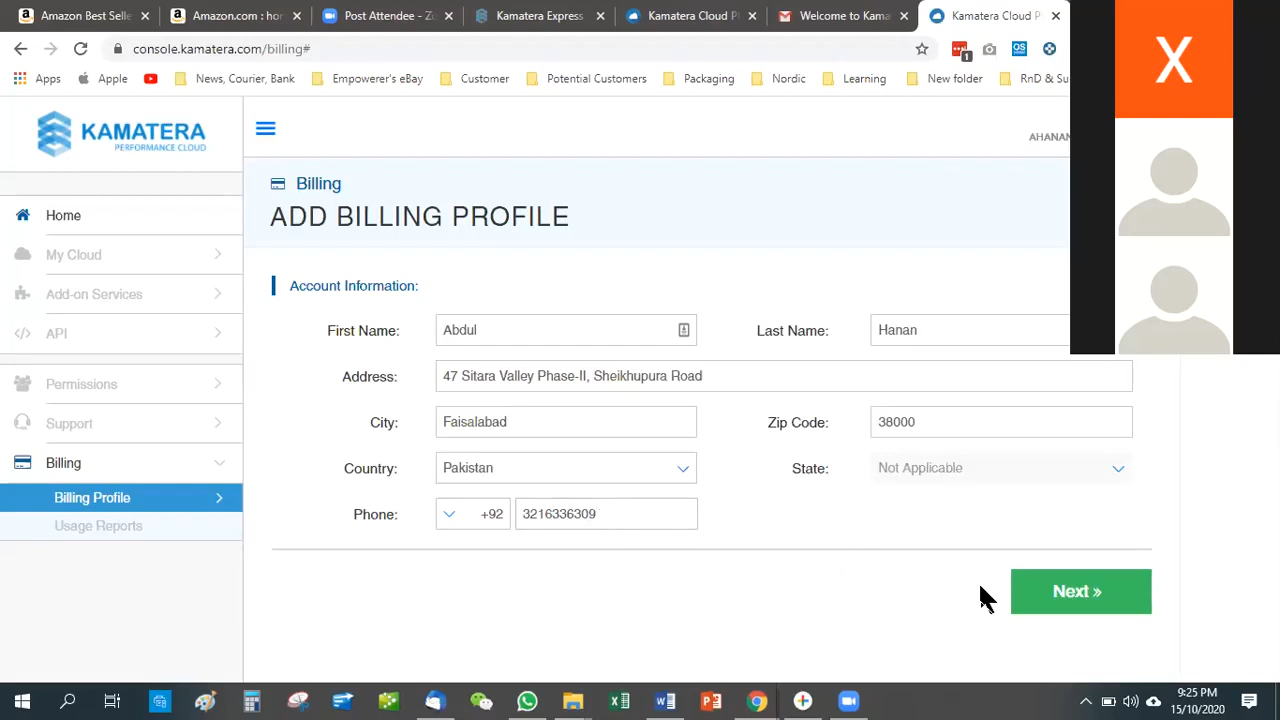 Amazon Best Selle
Amazon.com : hor
Post Attendee - Zo
Kamatera Express
Kamatera Cloud Pl
Welcome to Kama
Kamatera Cloud P
console.kamatera.com/billing#
1
QS
Apps
Apple
News, Courier, Bank
Empowerer's eBay
Customer
Potential Customers
Packaging
Nordic
Learning
New folder
RnD & Su
X
KAMATERA
PERFORMANCE CLOUD
AHANAN
Home
My Cloud
Add-on Services
API
Permissions
Support
Billing
Billing Profile
Usage Reports
Billing
ADD BILLING PROFILE
Account Information:
First Name: Abdul
Last Name: Hanan
Address: 47 Sitara Valley Phase-II, Sheikhupura Road
City: Faisalabad
Zip Code: 38000
Country: Pakistan
State: Not Applicable
Phone: +92 3216336309
Next »
9:25 PM
15/10/2020